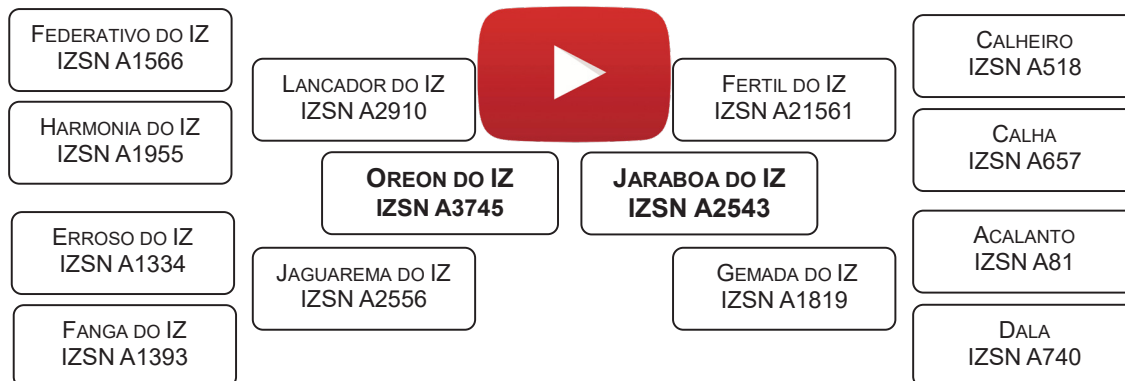 FEDERATIVO DO IZ
IZSN A1566
HARMONIA DO IZ
IZSN A1955
ERROSO DO IZ
IZSN A1334
FANGA DO IZ
IZSN A1393
LANCADOR DO IZ
IZSN A2910
JAGUAREMA DO IZ
IZSN A2556
OREON DO IZ
IZSN A3745
JARABOA DO IZ
IZSN A2543
FERTIL DO IZ
IZSN A21561
GEMADA DO IZ
IZSN A1819
CALHEIRO
IZSN A518
CALHA
IZSN A657
ACALANTO
IZSN A81
DALA
IZSN A740